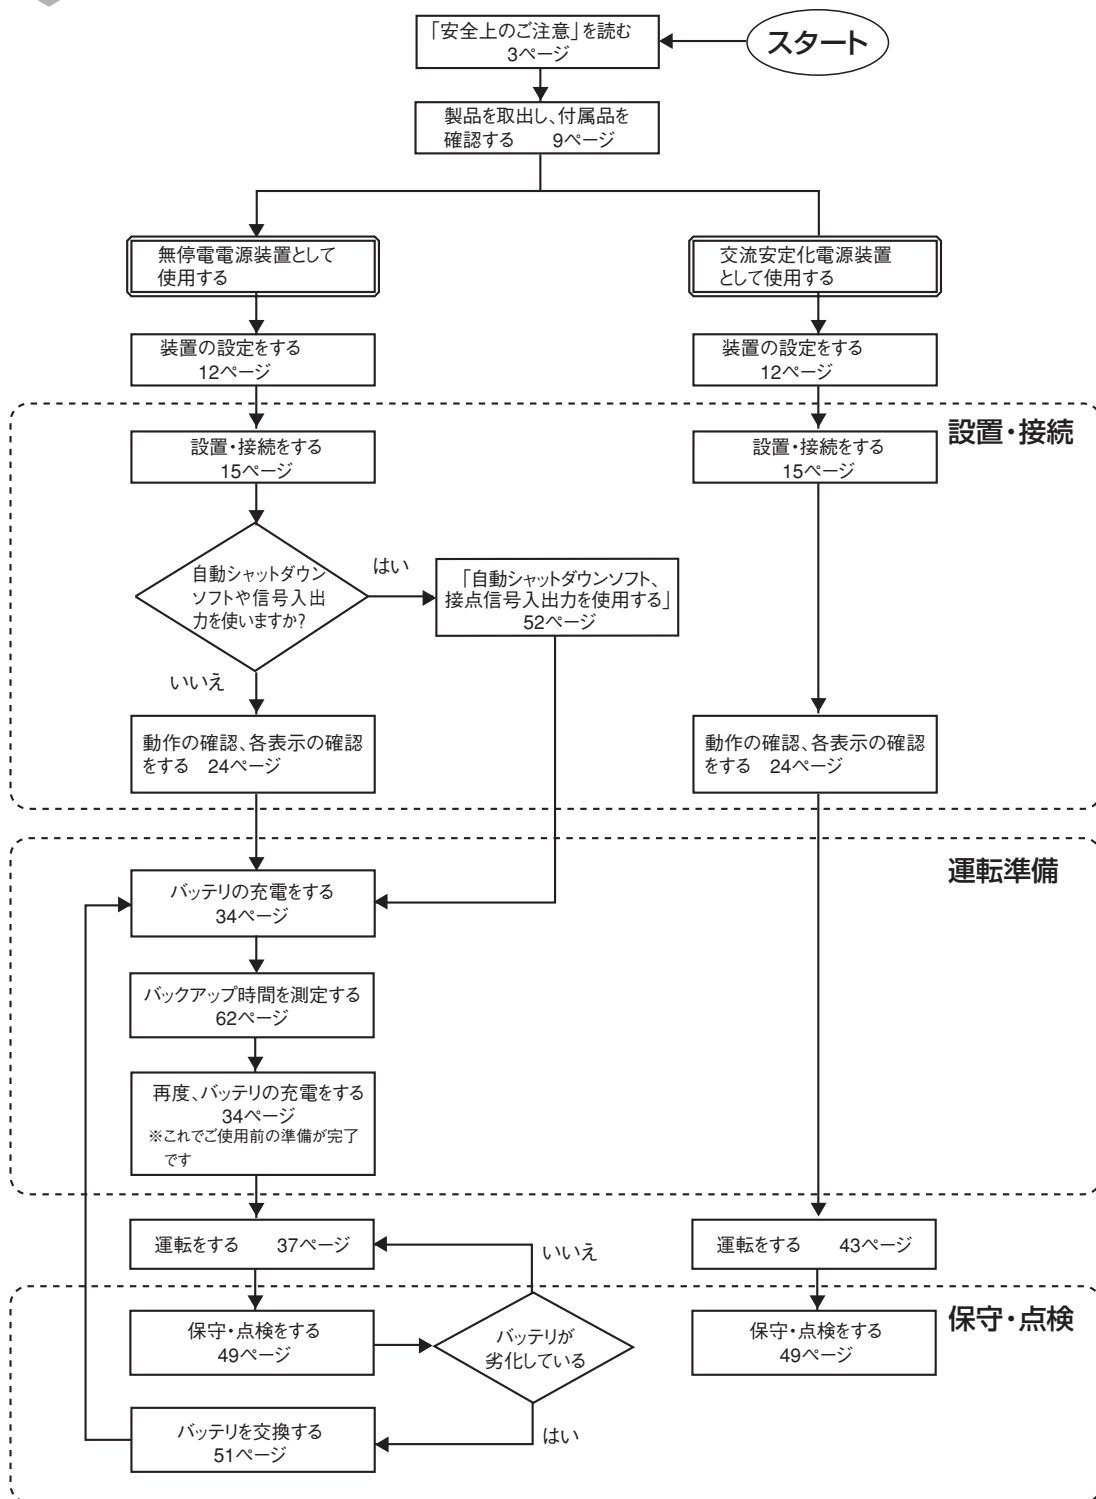 「安全上のご注意」を読む
3ページ
スタート
製品を取出し、付属品を
確認する　9ページ
無停電電源装置として
使用する
交流安定化電源装置
として使用する
装置の設定をする
12ページ
装置の設定をする
12ページ
設置・接続
設置・接続をする
15ページ
設置・接続をする
15ページ
自動シャットダウン
ソフトや信号入出
力を使いますか?
はい
「自動シャットダウンソフト、
接点信号入出力を使用する」
52ページ
いいえ
動作の確認、各表示の確認
をする　24ページ
動作の確認、各表示の確認
をする　24ページ
運転準備
バッテリの充電をする
34ページ
バックアップ時間を測定する
62ページ
再度、バッテリの充電をする
34ページ
※これでご使用前の準備が完了
です
運転をする　37ページ
いいえ
運転をする　43ページ
保守・点検
保守・点検をする
49ページ
バッテリが
劣化している
保守・点検をする
49ページ
バッテリを交換する
51ページ
はい